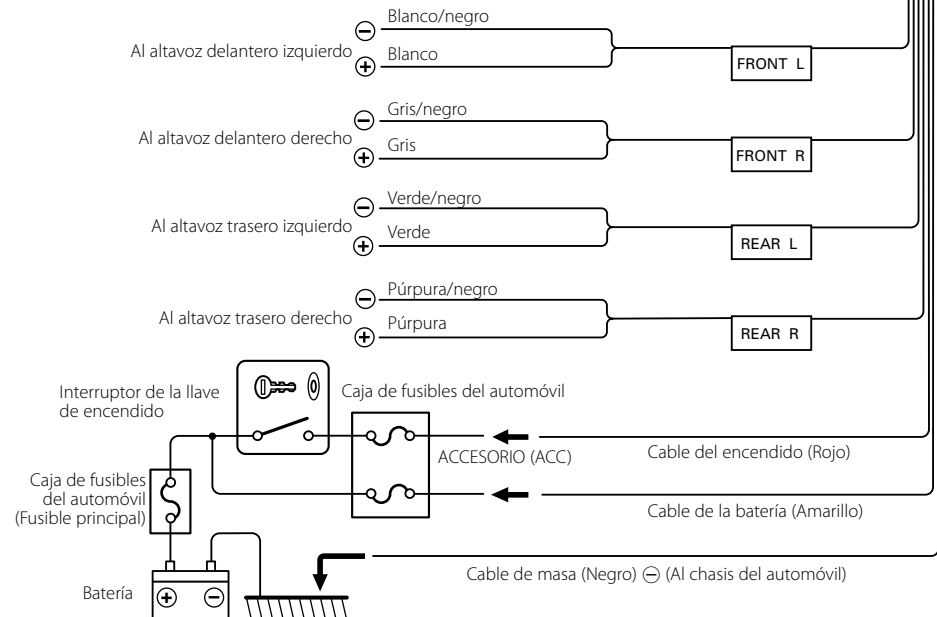 Blanco/negro
Al altavoz delantero izquierdo
⊖
⊕
Blanco
FRONT L
Gris/negro
Al altavoz delantero derecho
⊖
⊕
Gris
FRONT R
Verde/negro
Al altavoz trasero izquierdo
⊖
⊕
Verde
REAR L
Púrpura/negro
Al altavoz trasero derecho
⊖
⊕
Púrpura
REAR R
Interruptor de la llave
de encendido
Caja de fusibles del automóvil
ACCESORIO (ACC)
Cable del encendido (Rojo)
Caja de fusibles
del automóvil
(Fusible principal)
Cable de la batería (Amarillo)
Cable de masa (Negro) ⊖ (Al chasis del automóvil)
Batería
⊕ ⊖